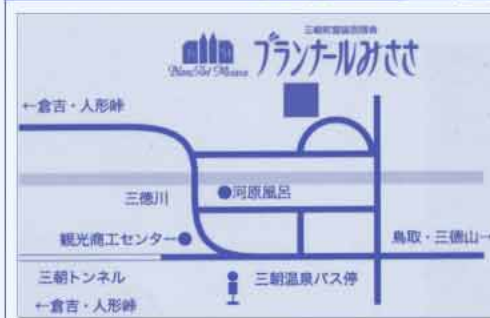 三朝町営国民宿舎
ブランナールみささ
BlancArt Misasa
←倉吉・人形峠
三徳川
●河原風呂
観光商工センター●
鳥取・三徳山→
三朝トンネル
三朝温泉バス停
←倉吉・人形峠